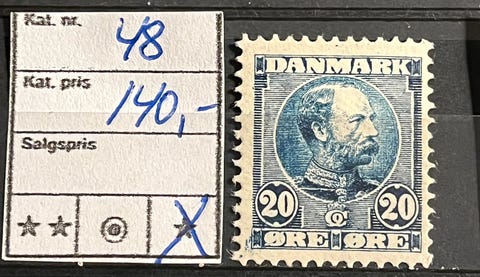 Kat. nr. 48
Kat. pris 140,-
Salgspris
★★ ⊙ ★ X
DANMARK
20 20
ØRE ØRE